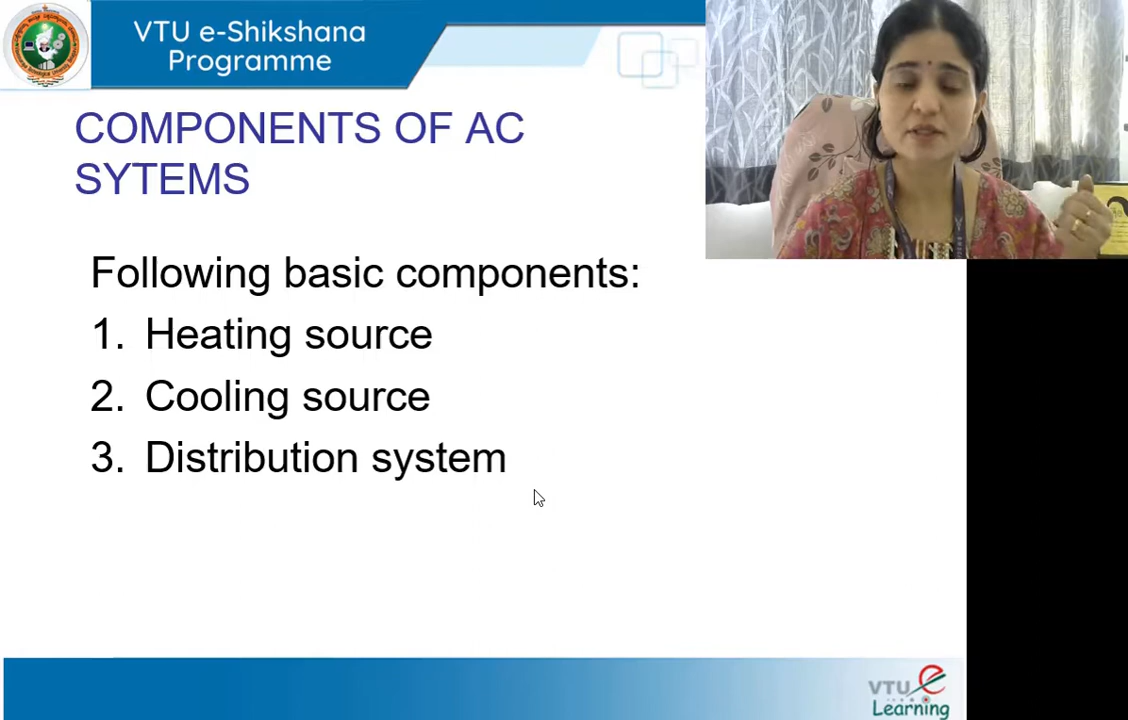 VTU e-Shikshana
Programme
COMPONENTS OF AC
SYTEMS
Following basic components:
1. Heating source
2. Cooling source
3. Distribution system
VTU e
Learning